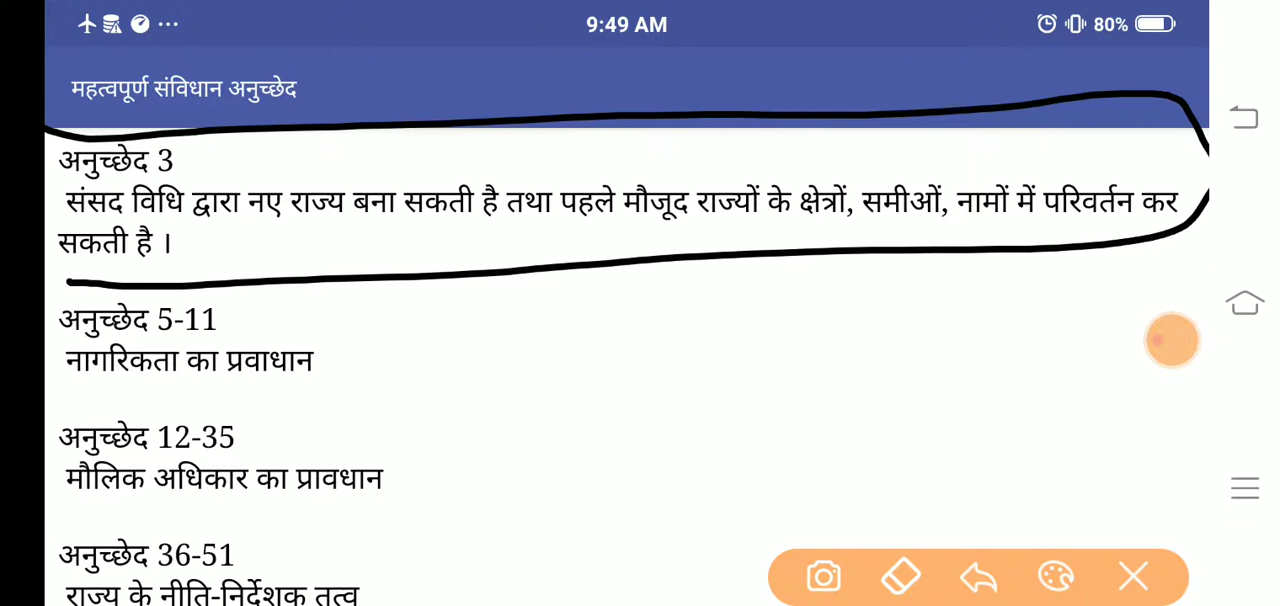 9:49 AM
80%
महत्वपूर्ण संविधान अनुच्छेद
अनुच्छेद 3
संसद विधि द्वारा नए राज्य बना सकती है तथा पहले मौजूद राज्यों के क्षेत्रों, समीओं, नामों में परिवर्तन कर
सकती है ।
अनुच्छेद 5-11
नागरिकता का प्रवाधान
अनुच्छेद 12-35
मौलिक अधिकार का प्रावधान
अनुच्छेद 36-51
राज्य के नीति-निर्देशक तत्व